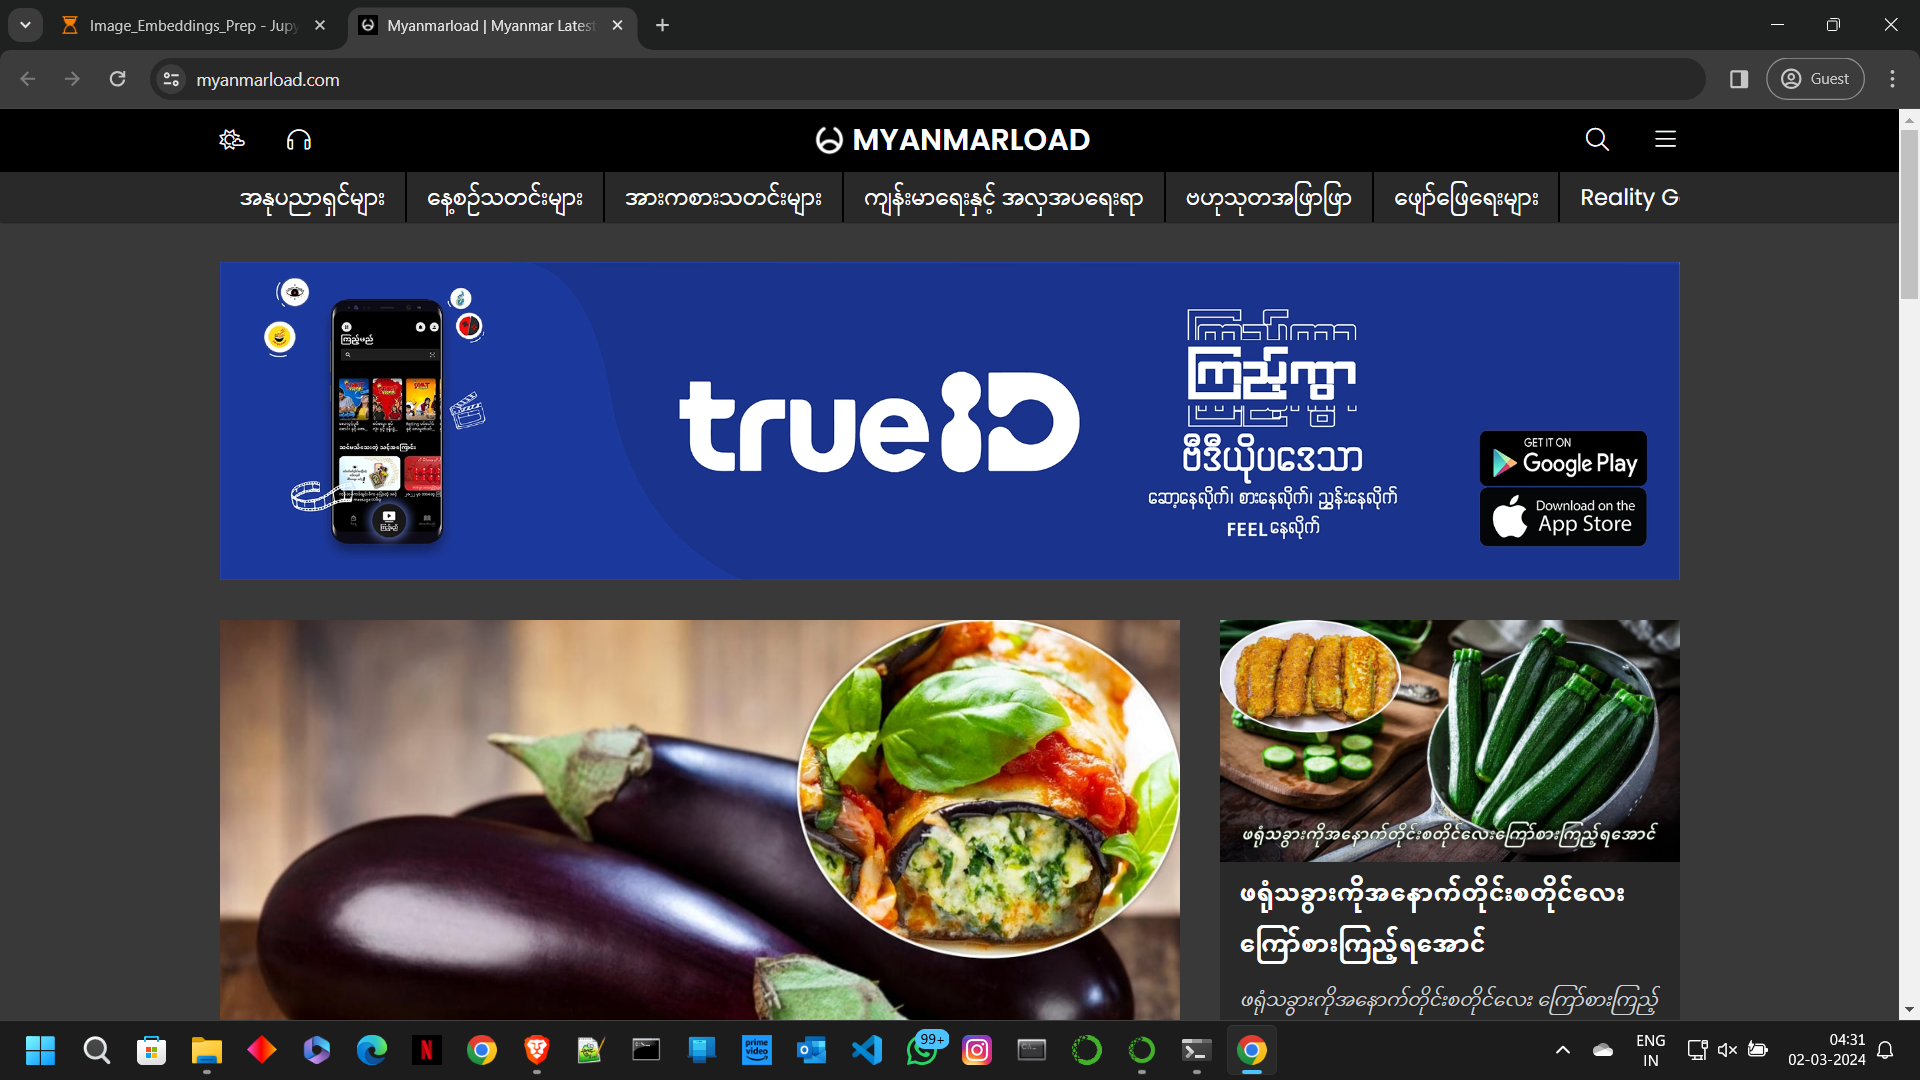 Image_Embeddings_Prep - Jupy
Myanmarload | Myanmar Latest
myanmarload.com
Guest
MYANMARLOAD
အနုပညာရှင်များ
နေ့စဉ်သတင်းများ
အားကစားသတင်းများ
ကျန်းမာရေးနှင့် အလှအပရေးရာ
ဗဟုသုတအဖြာဖြာ
ဖျော်ဖြေရေးများ
Reality G
ကြည့်မည်
trueID
ကြည့်ကွာ
ဗီဒီယိုပဒေသာ
ဆော့နေလိုက်၊ စားနေလိုက်၊ ညွှန်းနေလိုက်
FEEL နေလိုက်
GET IT ON
Google Play
Download on the
App Store
ဖရုံသခွားကိုအနောက်တိုင်းစတိုင်လေးကြော်စားကြည့်ရအောင်
ဖရုံသခွားကိုအနောက်တိုင်းစတိုင်လေး
ကြော်စားကြည့်ရအောင်
ဖရုံသခွားကိုအနောက်တိုင်းစတိုင်လေး ကြော်စားကြည့်
prime
video
99+
ENG
IN
04:31
02-03-2024